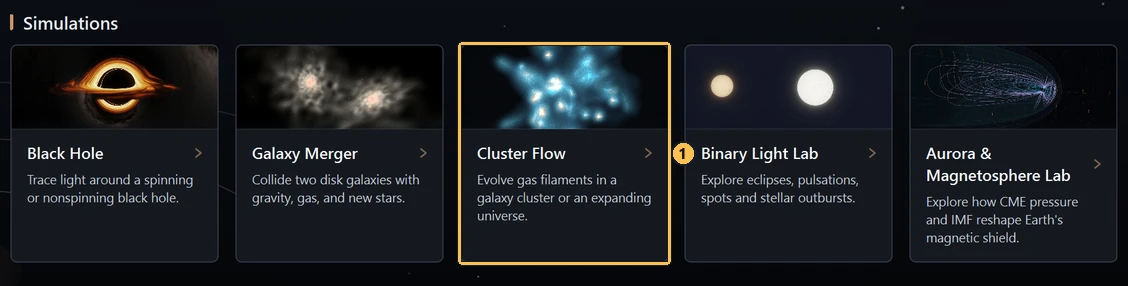 Simulations
Black Hole
Trace light around a spinning
or nonspinning black hole.
Galaxy Merger
Collide two disk galaxies with
gravity, gas, and new stars.
Cluster Flow
Evolve gas filaments in a
galaxy cluster or an expanding
universe.
1
Binary Light Lab
Explore eclipses, pulsations,
spots and stellar outbursts.
Aurora &
Magnetosphere Lab
Explore how CME pressure
and IMF reshape Earth's
magnetic shield.